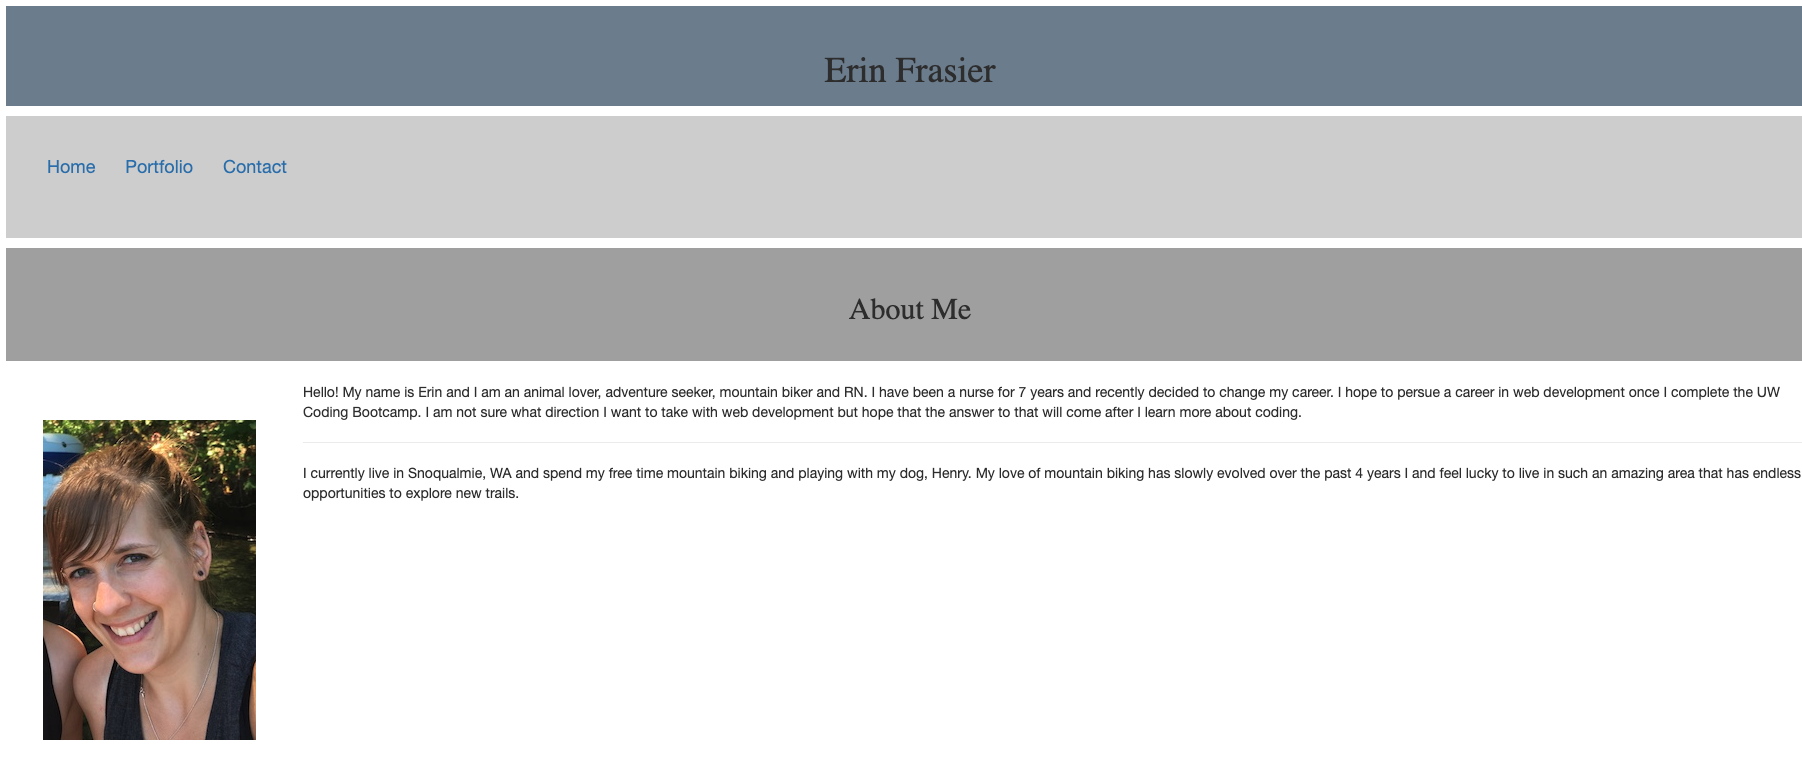 Erin Frasier
Home Portfolio Contact
About Me
Hello! My name is Erin and I am an animal lover, adventure seeker, mountain biker and RN. I have been a nurse for 7 years and recently decided to change my career. I hope to persue a career in web development once I complete the UW
Coding Bootcamp. I am not sure what direction I want to take with web development but hope that the answer to that will come after I learn more about coding.
I currently live in Snoqualmie, WA and spend my free time mountain biking and playing with my dog, Henry. My love of mountain biking has slowly evolved over the past 4 years I and feel lucky to live in such an amazing area that has endless
opportunities to explore new trails.